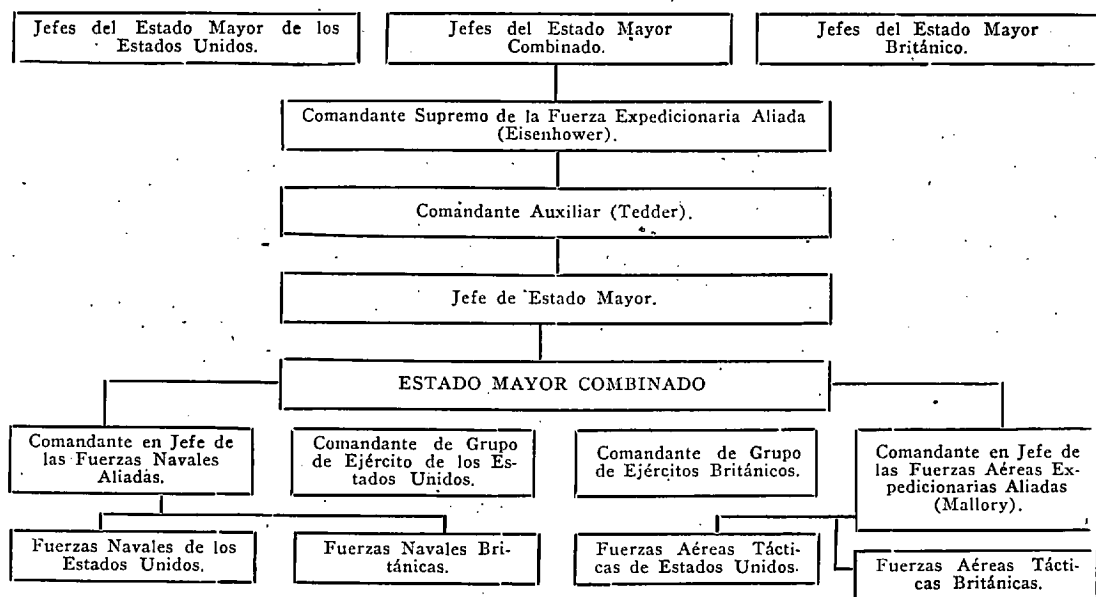 Jefes del Estado Mayor de los
Estados Unidos.
Jefes del Estado Mayor
Combinado.
Jefes del Estado Mayor
Británico.
Comandante Supremo de la Fuerza Expedicionaria Aliada
(Eisenhower).
Comandante Auxiliar (Tedder).
Jefe de Estado Mayor.
ESTADO MAYOR COMBINADO
Comandante en Jefe de
las Fuerzas Navales
Aliadas.
Comandante de Grupo
de Ejército de los Es-
tados Unidos.
Comandante de Grupo
de Ejércitos Británicos.
Comandante en Jefe de
las Fuerzas Aéreas Ex-
pedicionarias Aliadas
(Mallory).
Fuerzas Navales de los
Estados Unidos.
Fuerzas Navales Bri-
tánicas.
Fuerzas Aéreas Tácti-
cas de Estados Unidos.
Fuerzas Aéreas Tácti-
cas Británicas.